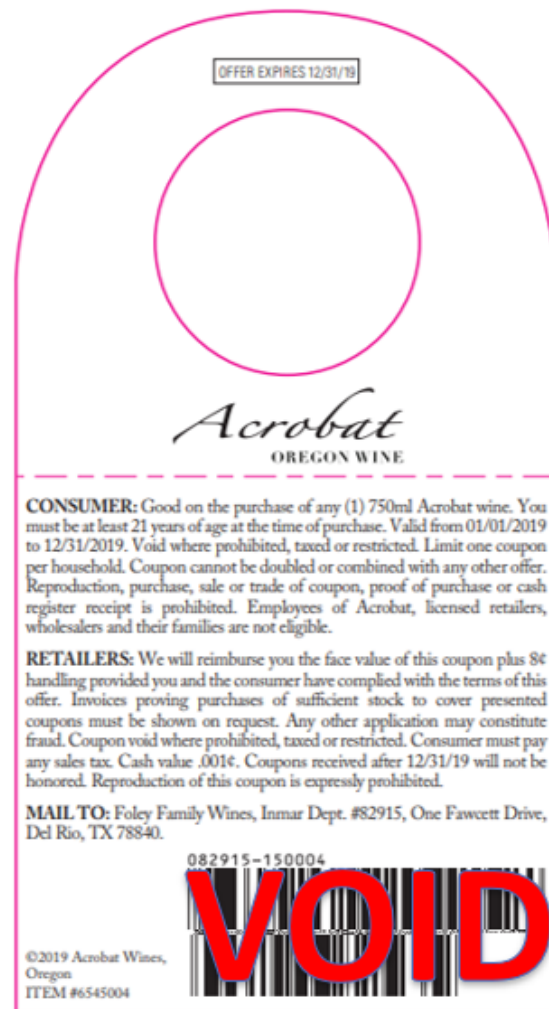 OFFER EXPIRES 12/31/19
Acrobat
OREGON WINE
CONSUMER: Good on the purchase of any (1) 750ml Acrobat wine. You
must be at least 21 years of age at the time of purchase. Valid from 01/01/2019
to 12/31/2019. Void where prohibited, taxed or restricted. Limit one coupon
per household. Coupon cannot be doubled or combined with any other offer.
Reproduction, purchase, sale or trade of coupon, proof of purchase or cash
register receipt is prohibited. Employees of Acrobat, licensed retailers,
wholesalers and their families are not eligible.
RETAILERS: We will reimburse you the face value of this coupon plus 8¢
handling provided you and the consumer have complied with the terms of this
offer. Invoices proving purchases of sufficient stock to cover presented
coupons must be shown on request. Any other application may constitute
fraud. Coupon void where prohibited, taxed or restricted. Consumer must pay
any sales tax. Cash value .001¢. Coupons received after 12/31/19 will not be
honored. Reproduction of this coupon is expressly prohibited.
MAIL TO: Foley Family Wines, Inmar Dept. #82915, One Fawcett Drive,
Del Rio, TX 78840.
082915-150004
VOID
©2019 Acrobat Wines,
Oregon
ITEM #6545004